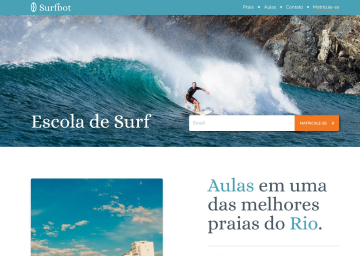 Surfbot
Praia • Aulas • Contato • Matricule-se
Escola de Surf
Email
MATRICULE-SE
Aulas em uma
das melhores
praias do Rio.